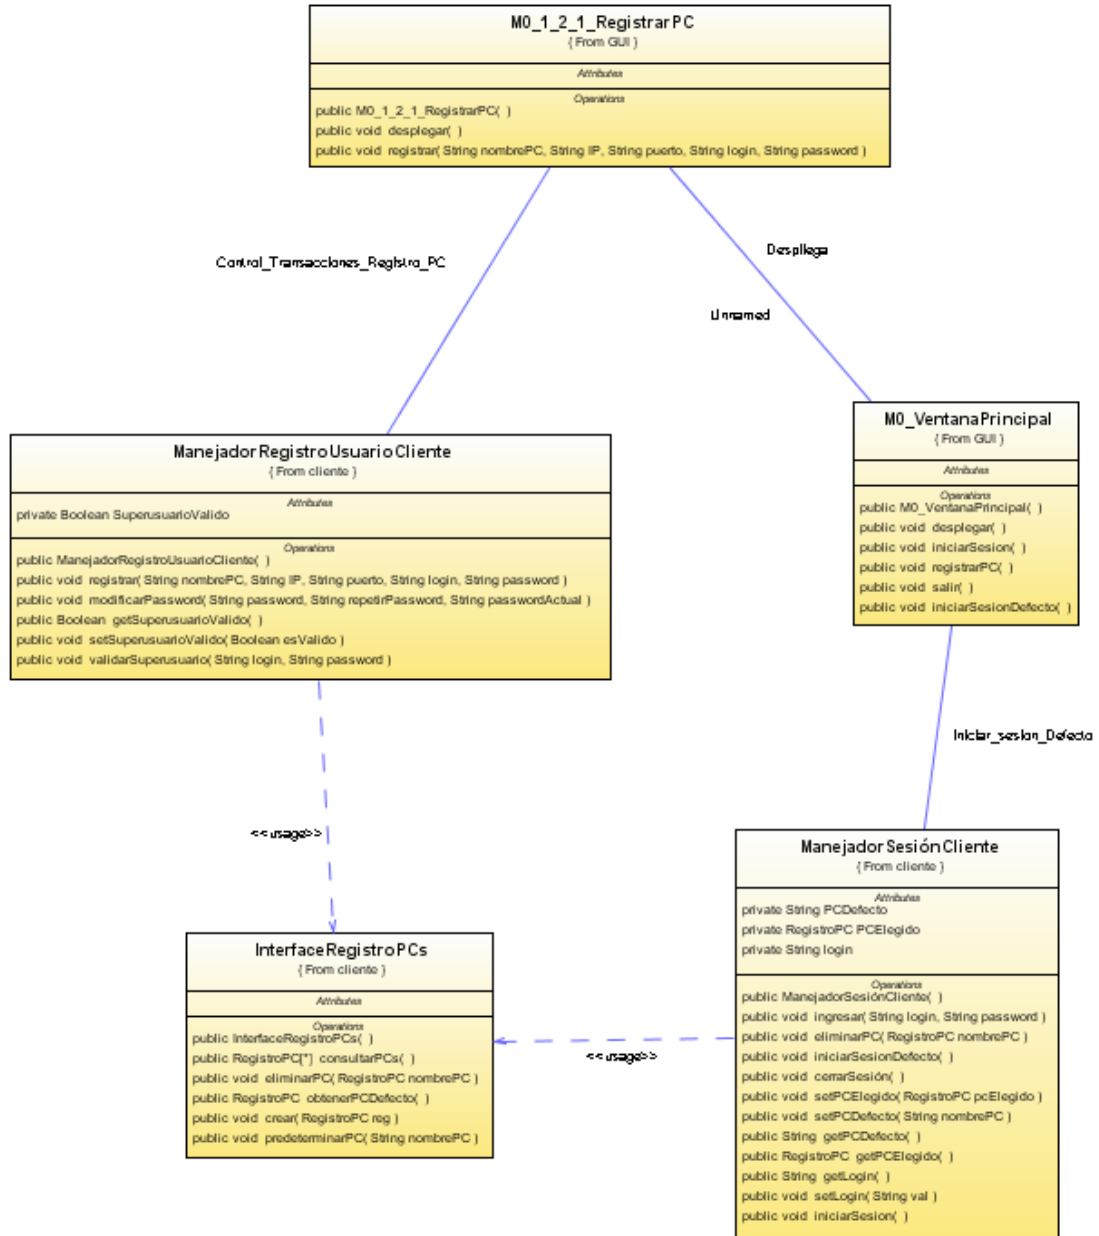 M0_1_2_1_RegistrarPC
{ From GUI }
Attributes
Operations
public M0_1_2_1_RegistrarPC( )
public void desplegar( )
public void registrar( String nombrePC, String IP, String puerto, String login, String password )
Control_Transacciones_Registro_PC
Despliega
Unnamed
ManejadorRegistroUsuarioCliente
{ From cliente }
Attributes
private Boolean SuperusuarioValido
Operations
public ManejadorRegistroUsuarioCliente( )
public void registrar( String nombrePC, String IP, String puerto, String login, String password )
public void modificarPassword( String password, String repetirPassword, String passwordActual )
public Boolean getSuperusuarioValido( )
public void setSuperusuarioValido( Boolean esValido )
public void validarSuperusuario( String login, String password )
M0_VentanaPrincipal
{ From GUI }
Attributes
Operations
public M0_VentanaPrincipal( )
public void desplegar( )
public void iniciarSesion( )
public void registrarPC( )
public void salir( )
public void iniciarSesionDefecto( )
Iniciar_sesion_Defecto
<<usage>>
InterfaceRegistroPCs
{ From cliente }
Attributes
Operations
public InterfaceRegistroPCs( )
public RegistroPC[*] consultarPCs( )
public void eliminarPC( RegistroPC nombrePC )
public RegistroPC obtenerPCDefecto( )
public void crear( RegistroPC reg )
public void predeterminarPC( String nombrePC )
<<usage>>
ManejadorSesiónCliente
{ From cliente }
Attributes
private String PCDefecto
private RegistroPC PCElegido
private String login
Operations
public ManejadorSesiónCliente( )
public void ingresar( String login, String password )
public void eliminarPC( RegistroPC nombrePC )
public void iniciarSesionDefecto( )
public void cerrarSesión( )
public void setPCElegido( RegistroPC pcElegido )
public void setPCDefecto( String nombrePC )
public String getPCDefecto( )
public RegistroPC getPCElegido( )
public String getLogin( )
public void setLogin( String val )
public void iniciarSesion( )